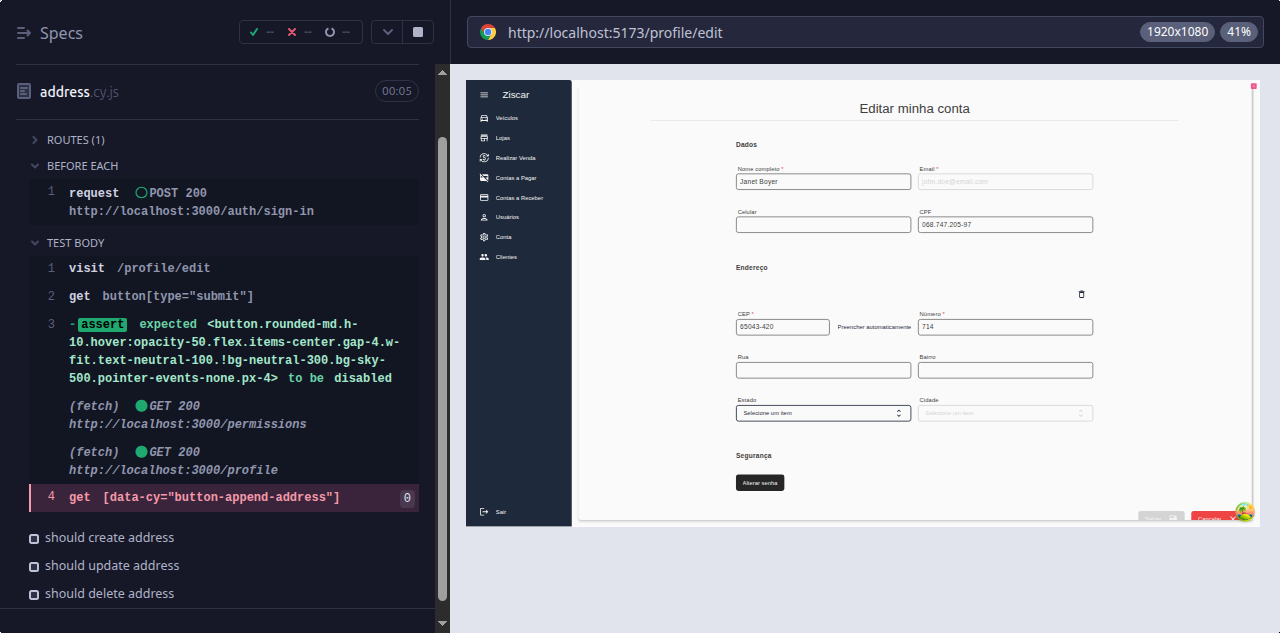 Specs
-- -- --
address.cy.js
00:05
ROUTES (1)
BEFORE EACH
1 request POST 200
http://localhost:3000/auth/sign-in
TEST BODY
1 visit /profile/edit
2 get button[type="submit"]
3 -assert expected <button.rounded-md.h-
10.hover:opacity-50.flex.items-center.gap-4.w-
fit.text-neutral-100.!bg-neutral-300.bg-sky-
500.pointer-events-none.px-4> to be disabled
(fetch) GET 200
http://localhost:3000/permissions
(fetch) GET 200
http://localhost:3000/profile
4 get [data-cy="button-append-address"] 0
should create address
should update address
should delete address
http://localhost:5173/profile/edit
1920x1080 41%
Ziscar
Veículos
Lojas
Realizar Venda
Contas a Pagar
Contas a Receber
Usuários
Conta
Clientes
Sair
Editar minha conta
Dados
Nome completo * Email *
Janet Boyer john.doe@email.com
Celular CPF
068.747.205-97
Endereço
CEP * Número *
65043-420 Preencher automaticamente 714
Rua Bairro
Estado Cidade
Selecione um item Selecione um item
Segurança
Alterar senha
Cancelar